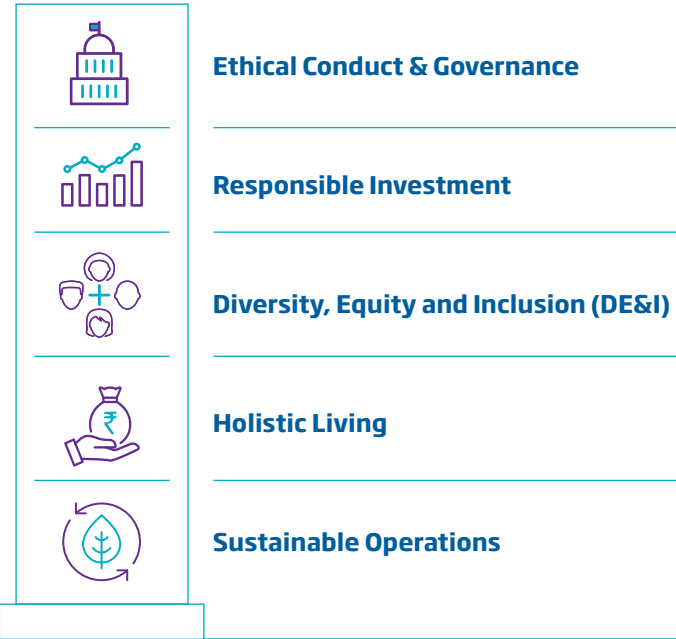 Ethical Conduct & Governance
Responsible Investment
Diversity, Equity and Inclusion (DE&I)
₹
Holistic Living
Sustainable Operations